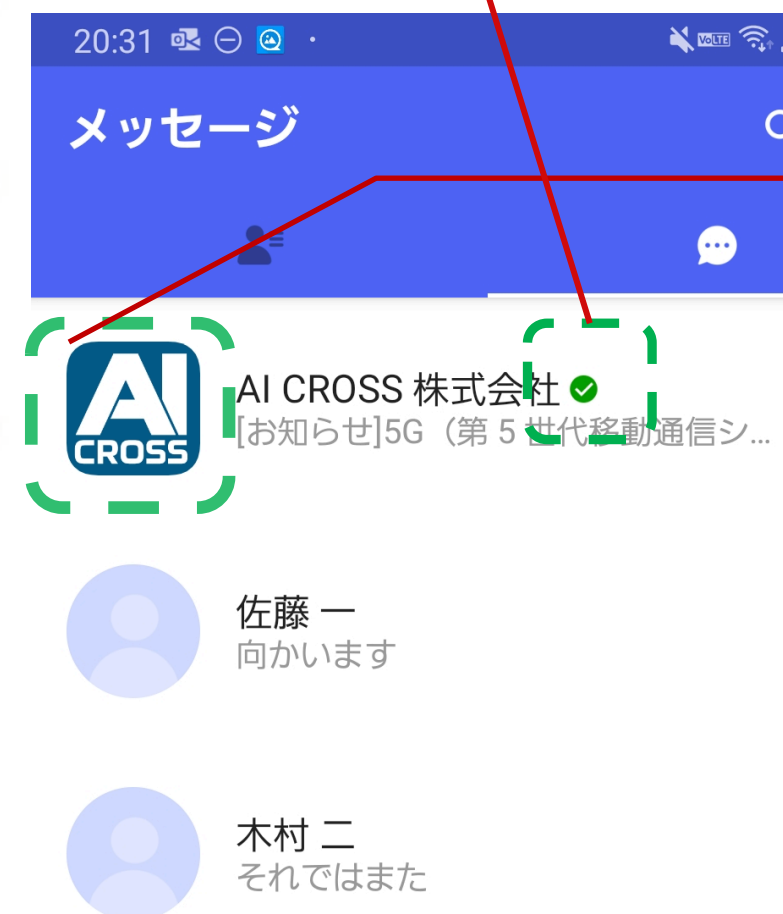 20:31
VoLTE
メッセージ
AI
CROSS
AI CROSS 株式会社
[お知らせ]5G（第５世代移動通信シ...
佐藤 一
向かいます
木村 二
それではまた